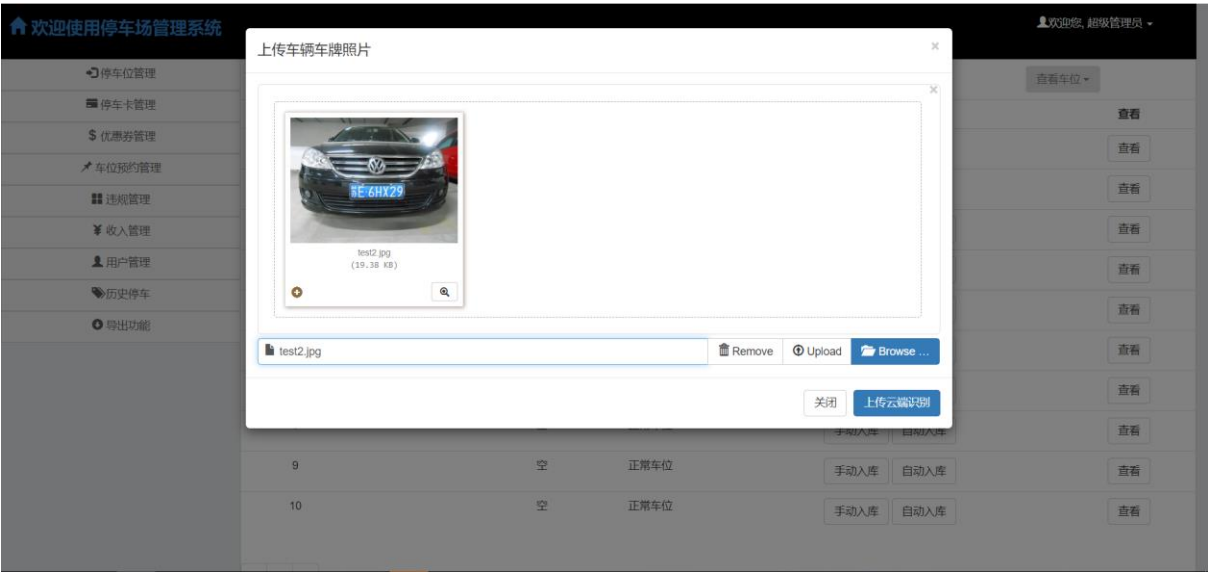 欢迎使用停车场管理系统
欢迎您, 超级管理员
上传车辆车牌照片
×
停车位管理
查看车位
×
停车卡管理
查看
优惠券管理
查看
车位预约管理
E 6HX29
查看
违规管理
收入管理
查看
test2.jpg
(19.38 KB)
用户管理
查看
历史停车
查看
导出功能
test2.jpg
Remove
Upload
Browse ...
查看
关闭
上传云端识别
查看
手动入库 自动入库 查看
9 空 正常车位 手动入库 自动入库 查看
10 空 正常车位 手动入库 自动入库 查看